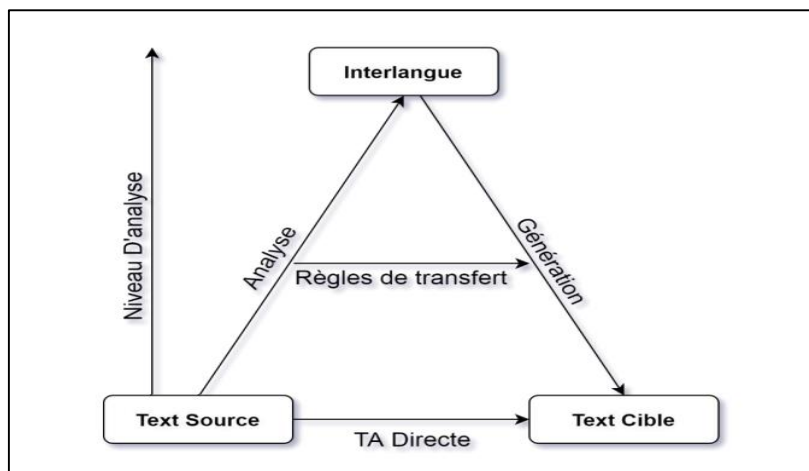 Interlangue
Niveau D'analyse
Analyse
Génération
Règles de transfert
Text Source
Text Cible
TA Directe